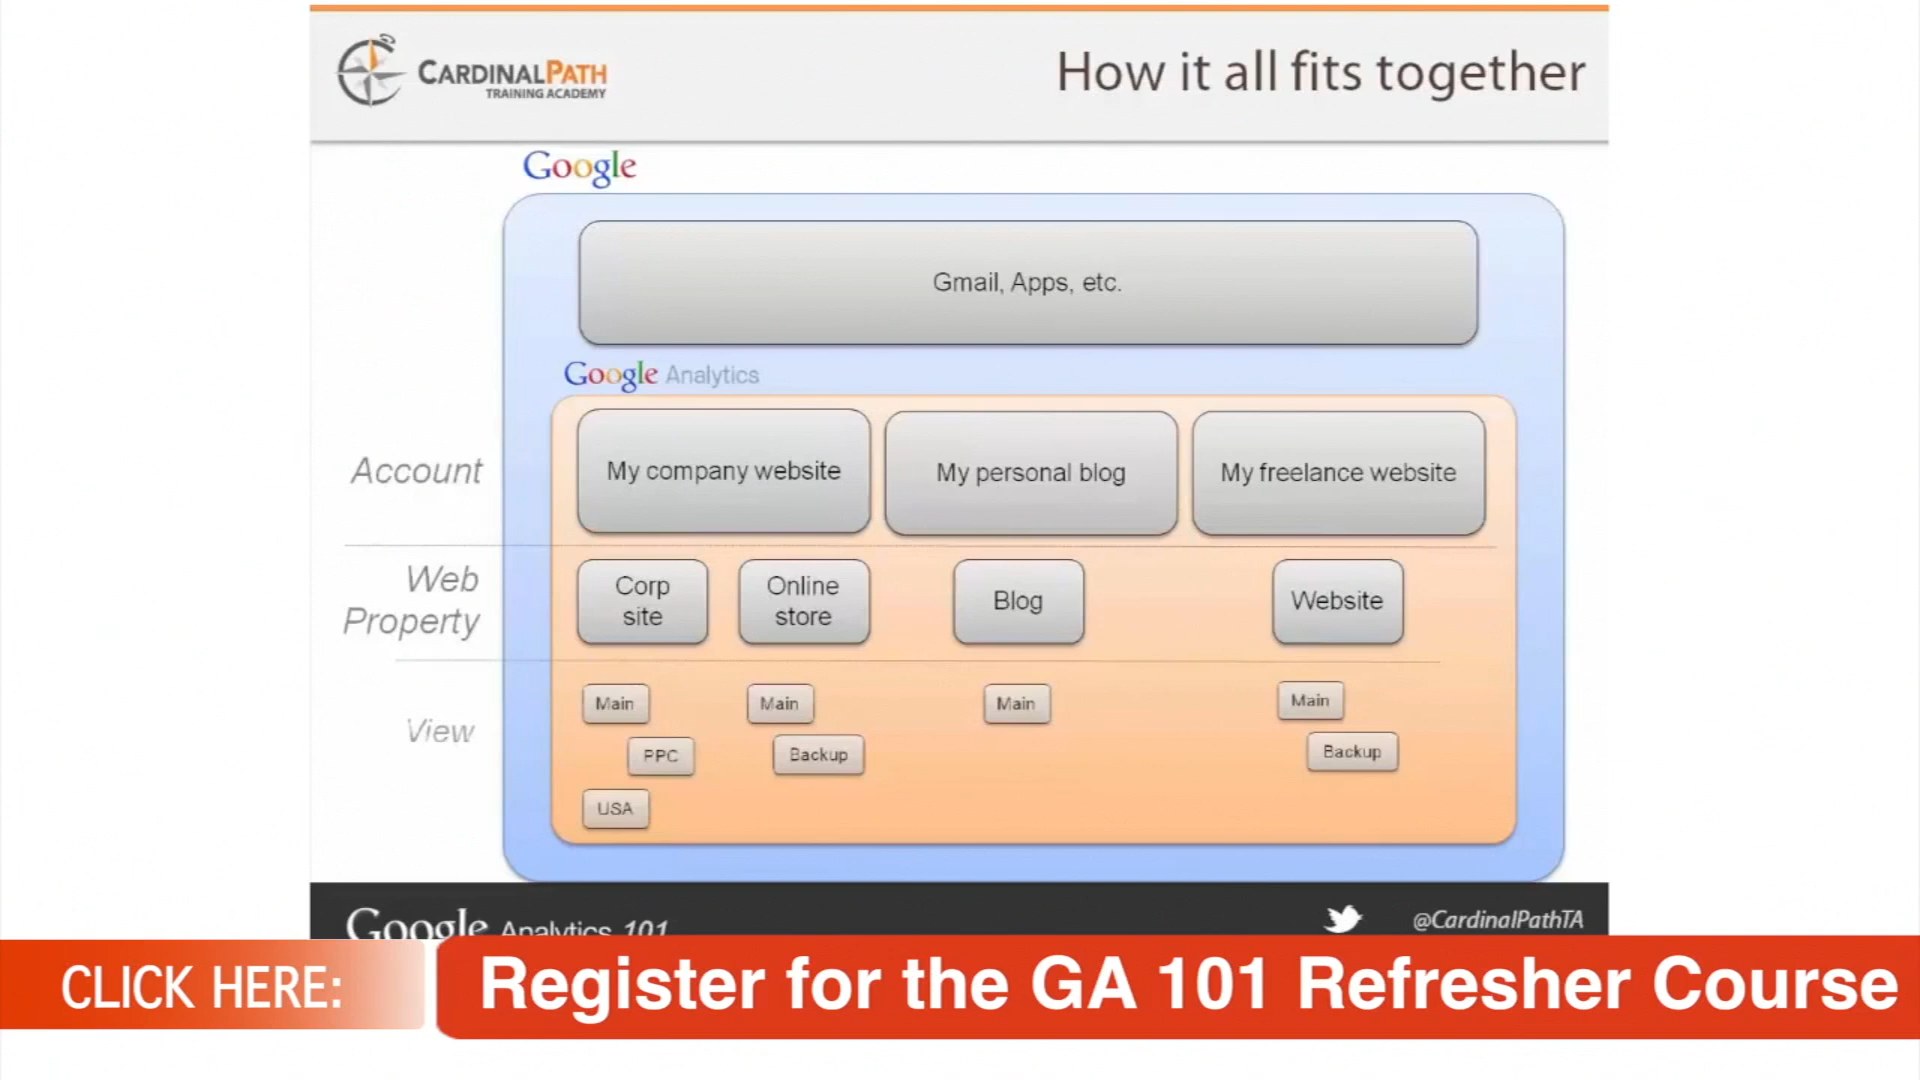 CARDINALPATH
TRAINING ACADEMY
How it all fits together
Google
Gmail, Apps, etc.
Google Analytics
Account
My company website
My personal blog
My freelance website
Web
Property
Corp
site
Online
store
Blog
Website
View
Main
Main
Main
Main
PPC
Backup
Backup
USA
Google Analytics 101
@CardinalPathTA
CLICK HERE:
Register for the GA 101 Refresher Course